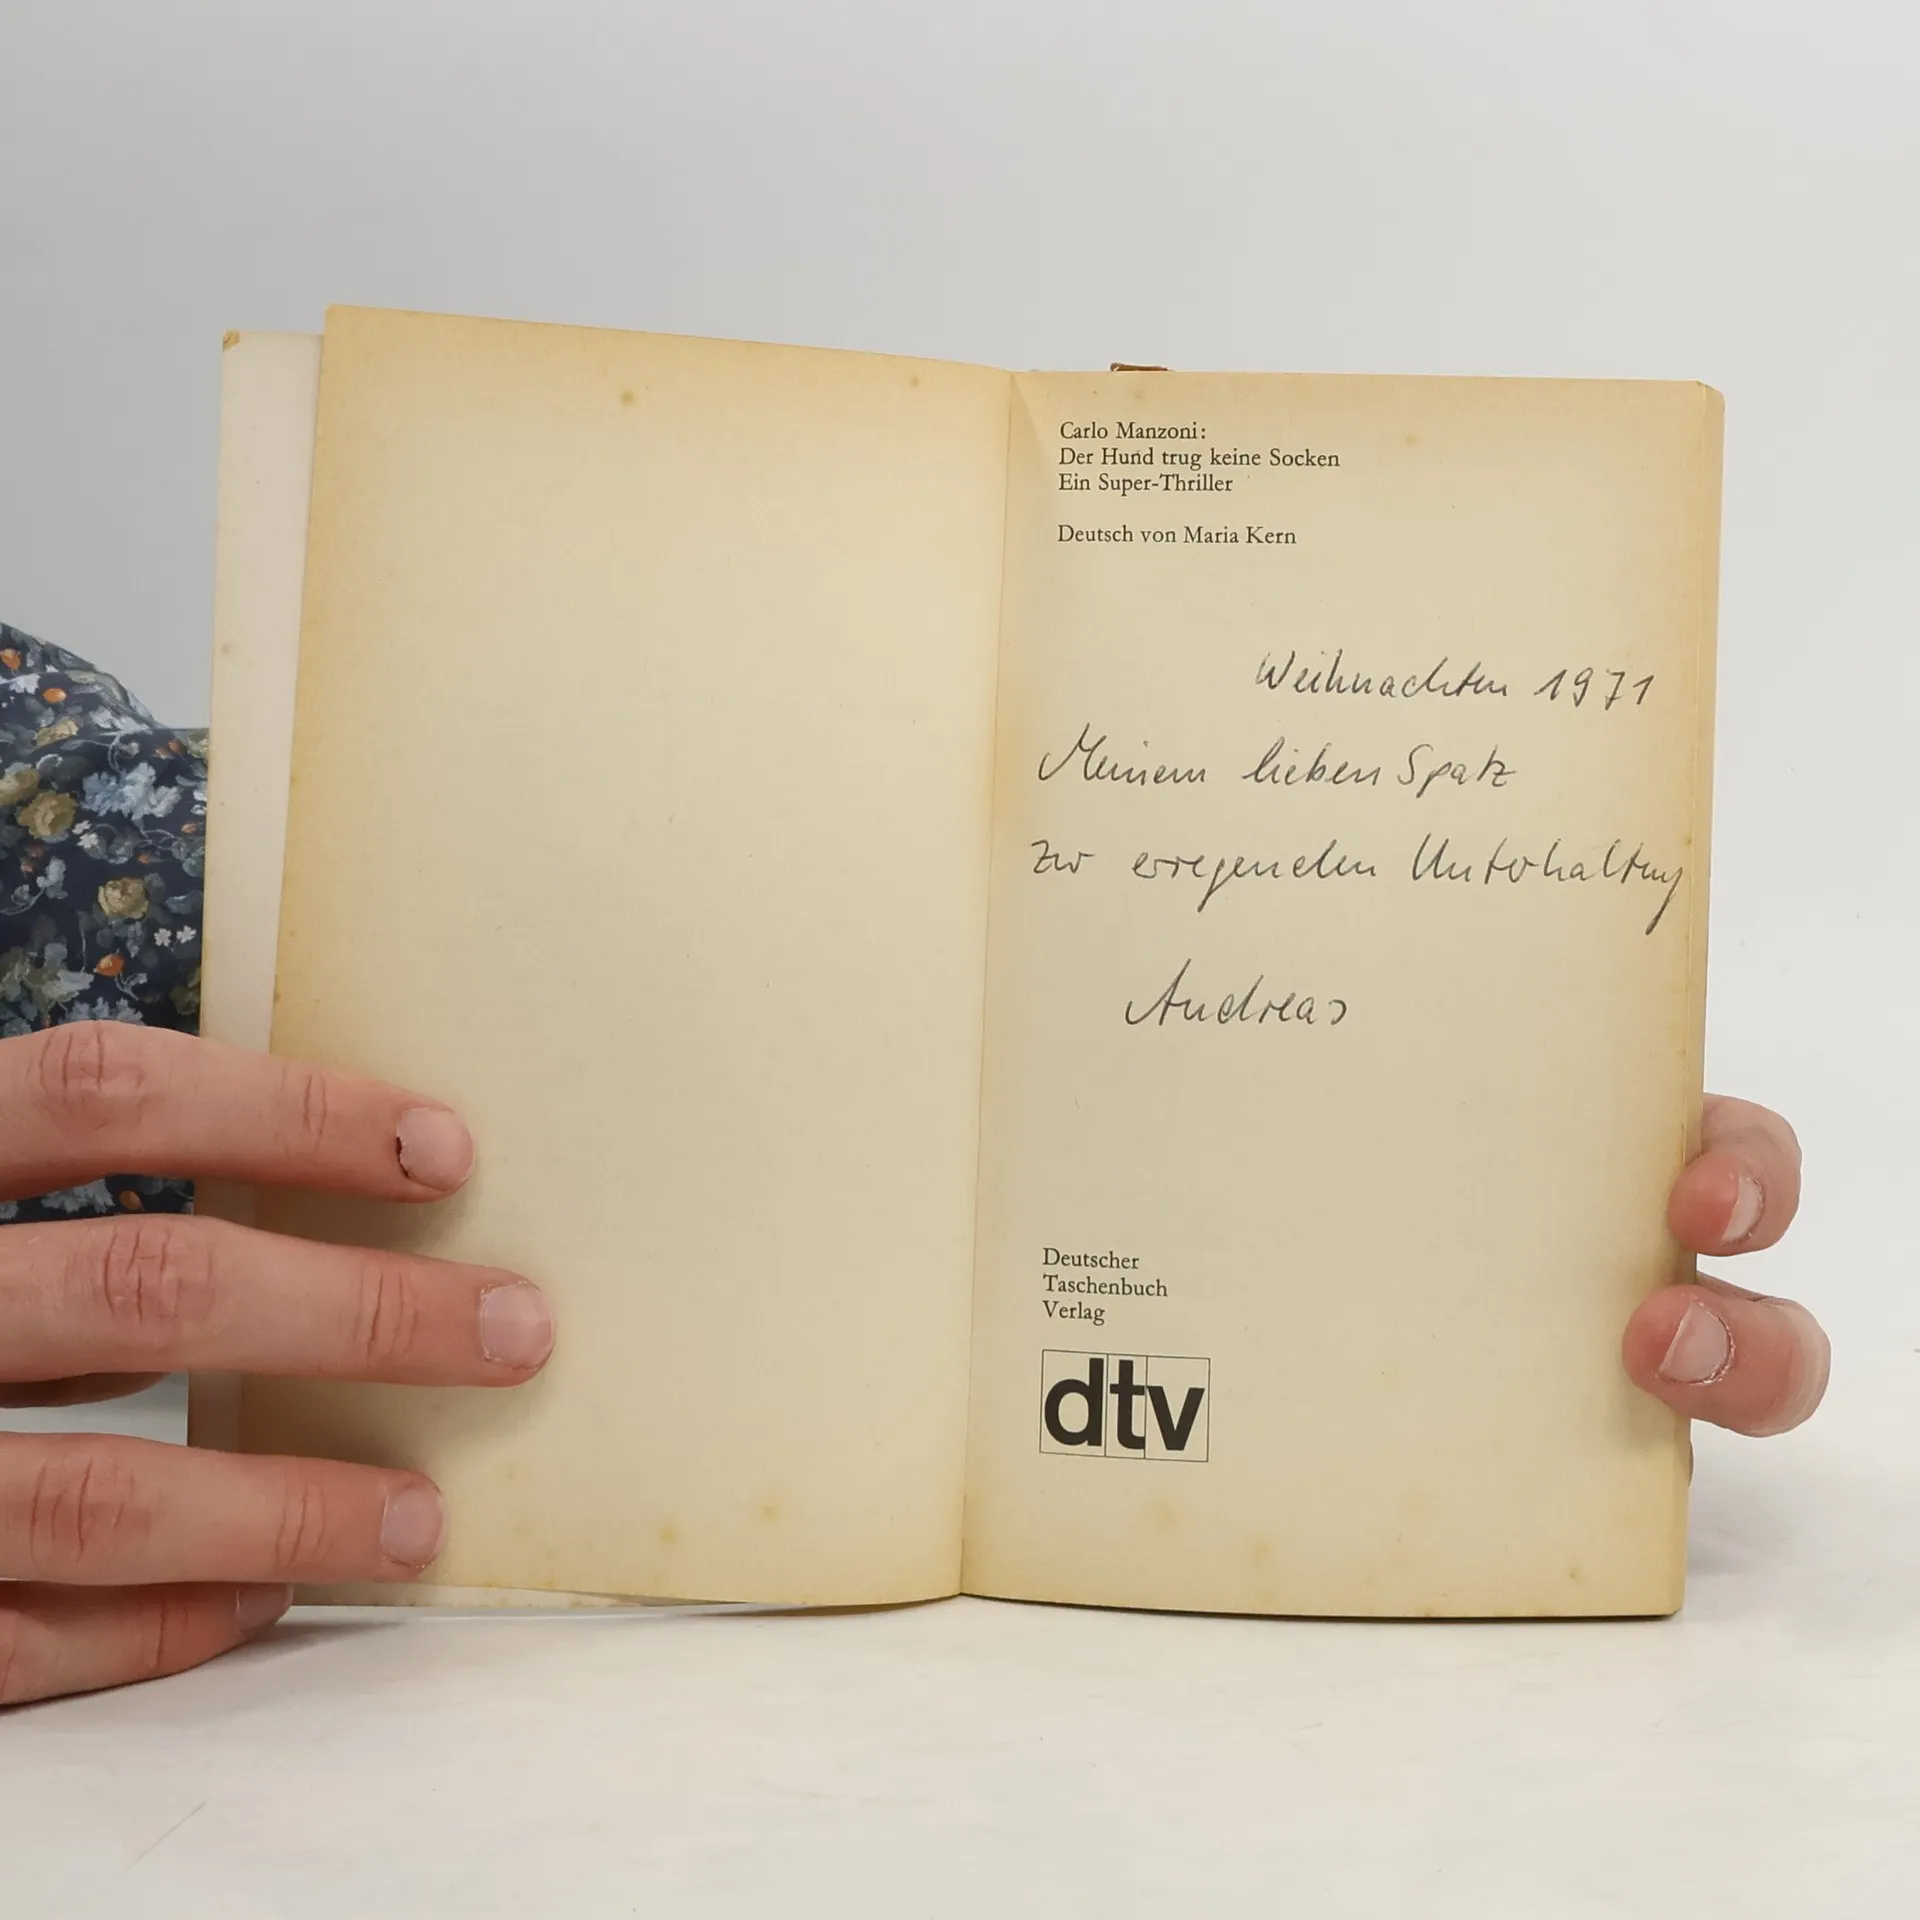 Carlo Manzoni:
Der Hund trug keine Socken
Ein Super-Thriller
Deutsch von Maria Kern
Weihnachten 1971
Meinem lieben Spatz
zur erregenden Unterhaltung
Andreas
Deutscher
Taschenbuch
Verlag
dtv